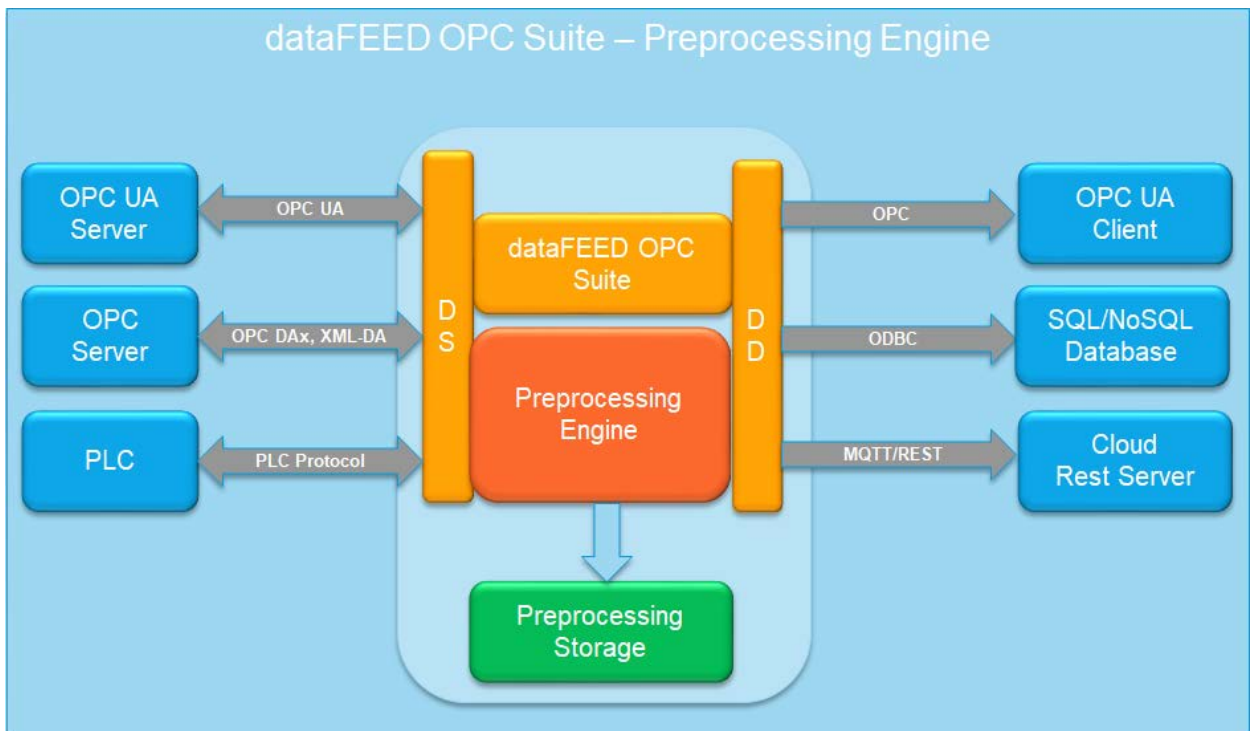 dataFEED OPC Suite – Preprocessing Engine
OPC UA
Server
OPC UA
OPC
Server
OPC DAx, XML-DA
PLC
PLC Protocol
D
S
dataFEED OPC
Suite
Preprocessing
Engine
Preprocessing
Storage
D
D
OPC
OPC UA
Client
ODBC
SQL/NoSQL
Database
MQTT/REST
Cloud
Rest Server